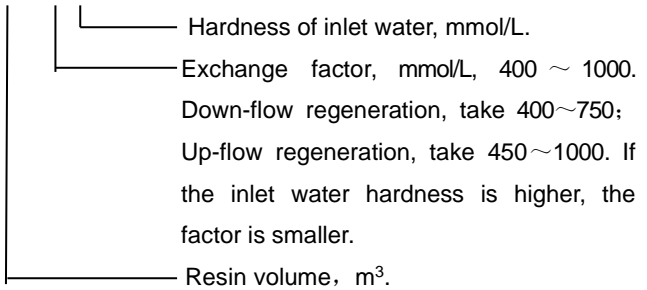 Hardness of inlet water, mmol/L.
Exchange factor, mmol/L, 400～1000.
Down-flow regeneration, take 400～750；
Up-flow regeneration, take 450～1000. If
the inlet water hardness is higher, the
factor is smaller.
Resin volume，m³.